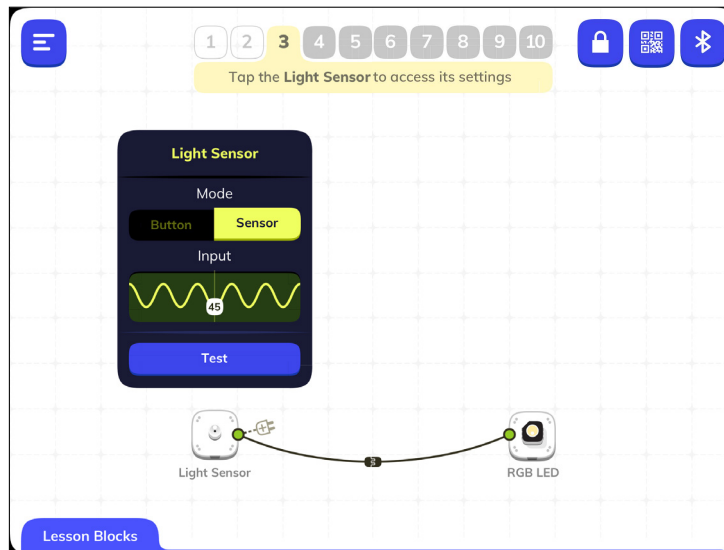 1 2 3 4 5 6 7 8 9 10
Tap the Light Sensor to access its settings
Light Sensor
Mode
Button Sensor
Input
45
Test
Light Sensor
RGB LED
Lesson Blocks